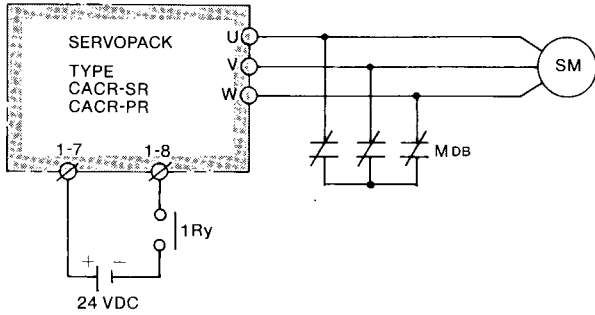 SERVOPACK
TYPE
CACR-SR
CACR-PR
U
V
W
SM
1-7
1-8
MDB
1Ry
+ −
24 VDC